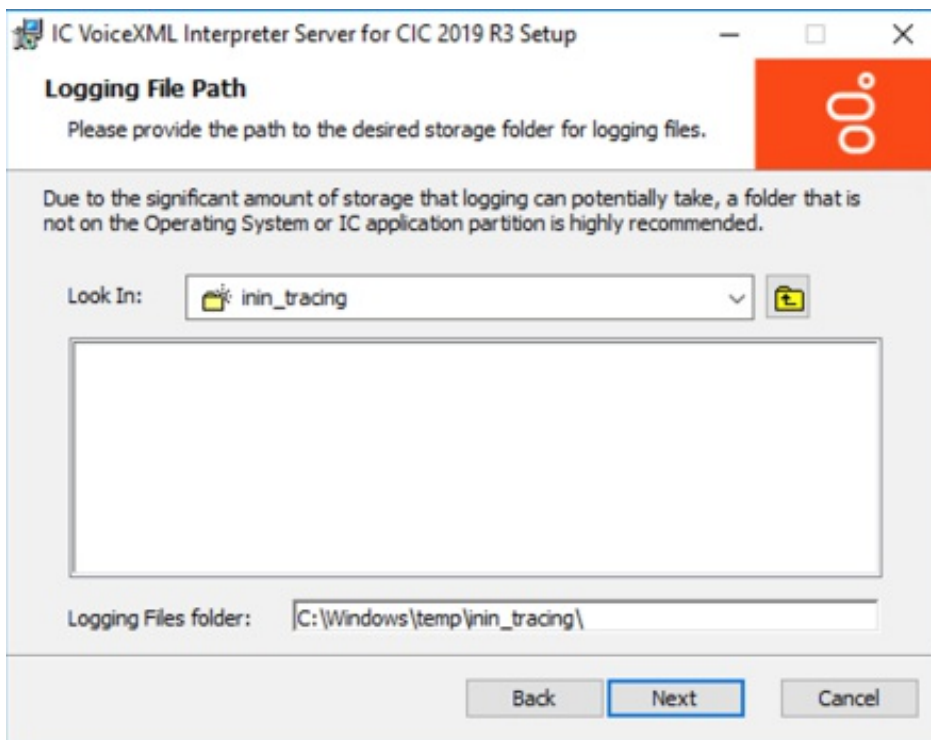 IC VoiceXML Interpreter Server for CIC 2019 R3 Setup
Logging File Path
Please provide the path to the desired storage folder for logging files.
Due to the significant amount of storage that logging can potentially take, a folder that is
not on the Operating System or IC application partition is highly recommended.
Look In: inin_tracing
Logging Files folder: C:\Windows\temp\inin_tracing\
Back Next Cancel